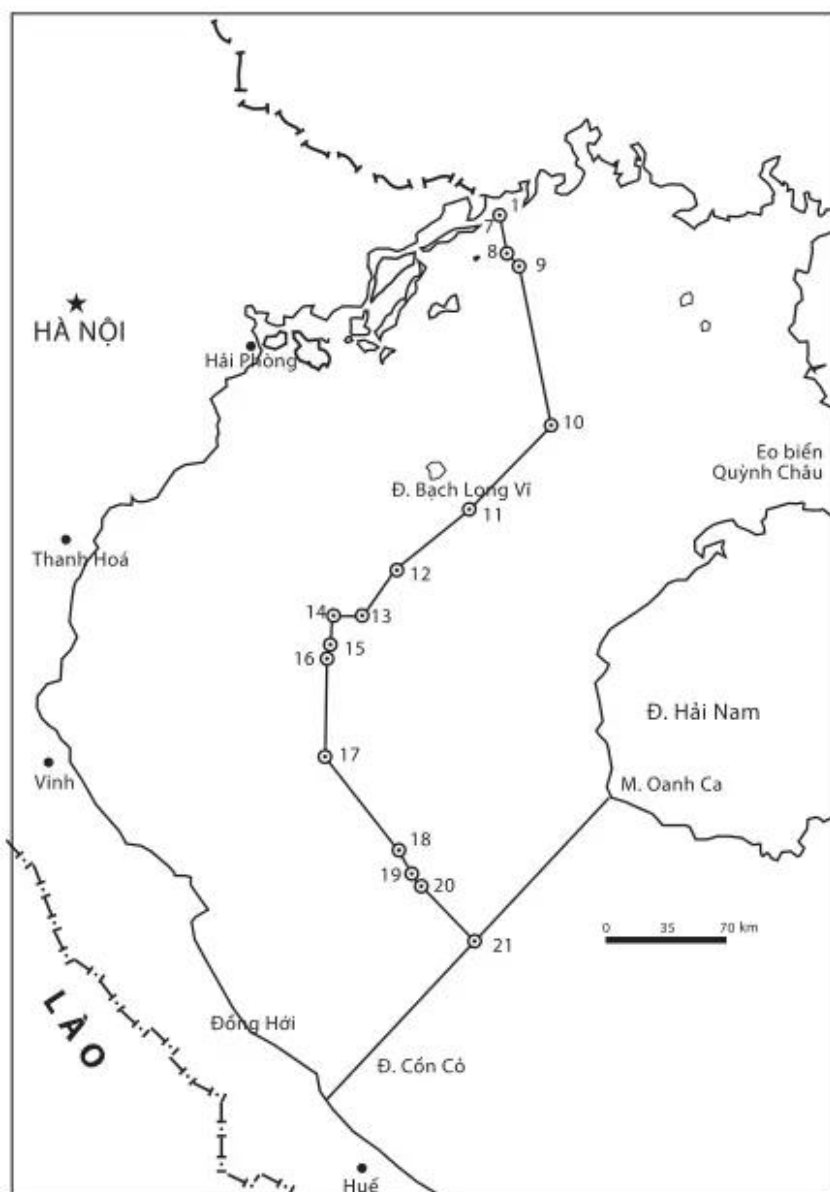 1
7
8
9
HÀ NỘI
Hải Phòng
10
Eo biển
Quỳnh Châu
Đ. Bạch Long Vĩ
11
Thanh Hoá
12
14
13
15
16
Đ. Hải Nam
17
Vinh
M. Oanh Ca
18
19
20
0 35 70 km
21
LÀO
Đồng Hới
Đ. Cồn Cỏ
Huế